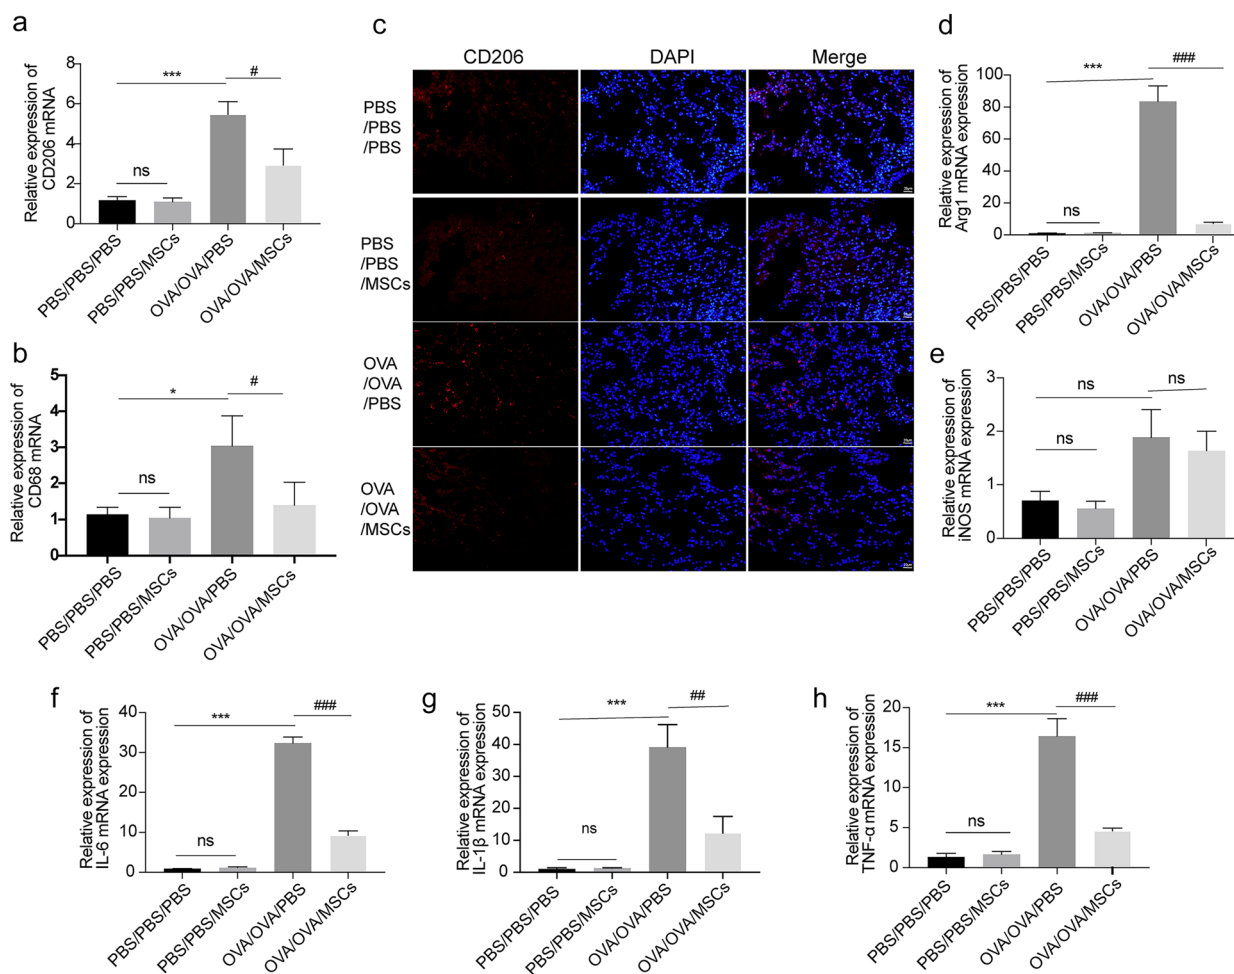 a
Relative expression of
CD206 mRNA
8
6
4
2
0
***
#
ns
PBS/PBS/PBS
PBS/PBS/MSCs
OVA/OVA/PBS
OVA/OVA/MSCs
b
Relative expression of
CD68 mRNA
5
4
3
2
1
0
*
#
ns
PBS/PBS/PBS
PBS/PBS/MSCs
OVA/OVA/PBS
OVA/OVA/MSCs
c
CD206 DAPI Merge
PBS
/PBS
/PBS
PBS
/PBS
/MSCs
OVA
/OVA
/PBS
OVA
/OVA
/MSCs
d
Relative expression of
Arg1 mRNA expression
100
80
60
40
20
0
***
###
ns
PBS/PBS/PBS
PBS/PBS/MSCs
OVA/OVA/PBS
OVA/OVA/MSCs
e
Relative expression of
iNOS mRNA expression
3
2
1
0
ns
ns
ns
PBS/PBS/PBS
PBS/PBS/MSCs
OVA/OVA/PBS
OVA/OVA/MSCs
f
Relative expression of
IL-6 mRNA expression
40
30
20
10
0
***
###
ns
PBS/PBS/PBS
PBS/PBS/MSCs
OVA/OVA/PBS
OVA/OVA/MSCs
g
Relative expression of
IL-1β mRNA expression
50
40
30
20
10
0
***
##
ns
PBS/PBS/PBS
PBS/PBS/MSCs
OVA/OVA/PBS
OVA/OVA/MSCs
h
Relative expression of
TNF-α mRNA expression
20
15
10
5
0
***
###
ns
PBS/PBS/PBS
PBS/PBS/MSCs
OVA/OVA/PBS
OVA/OVA/MSCs